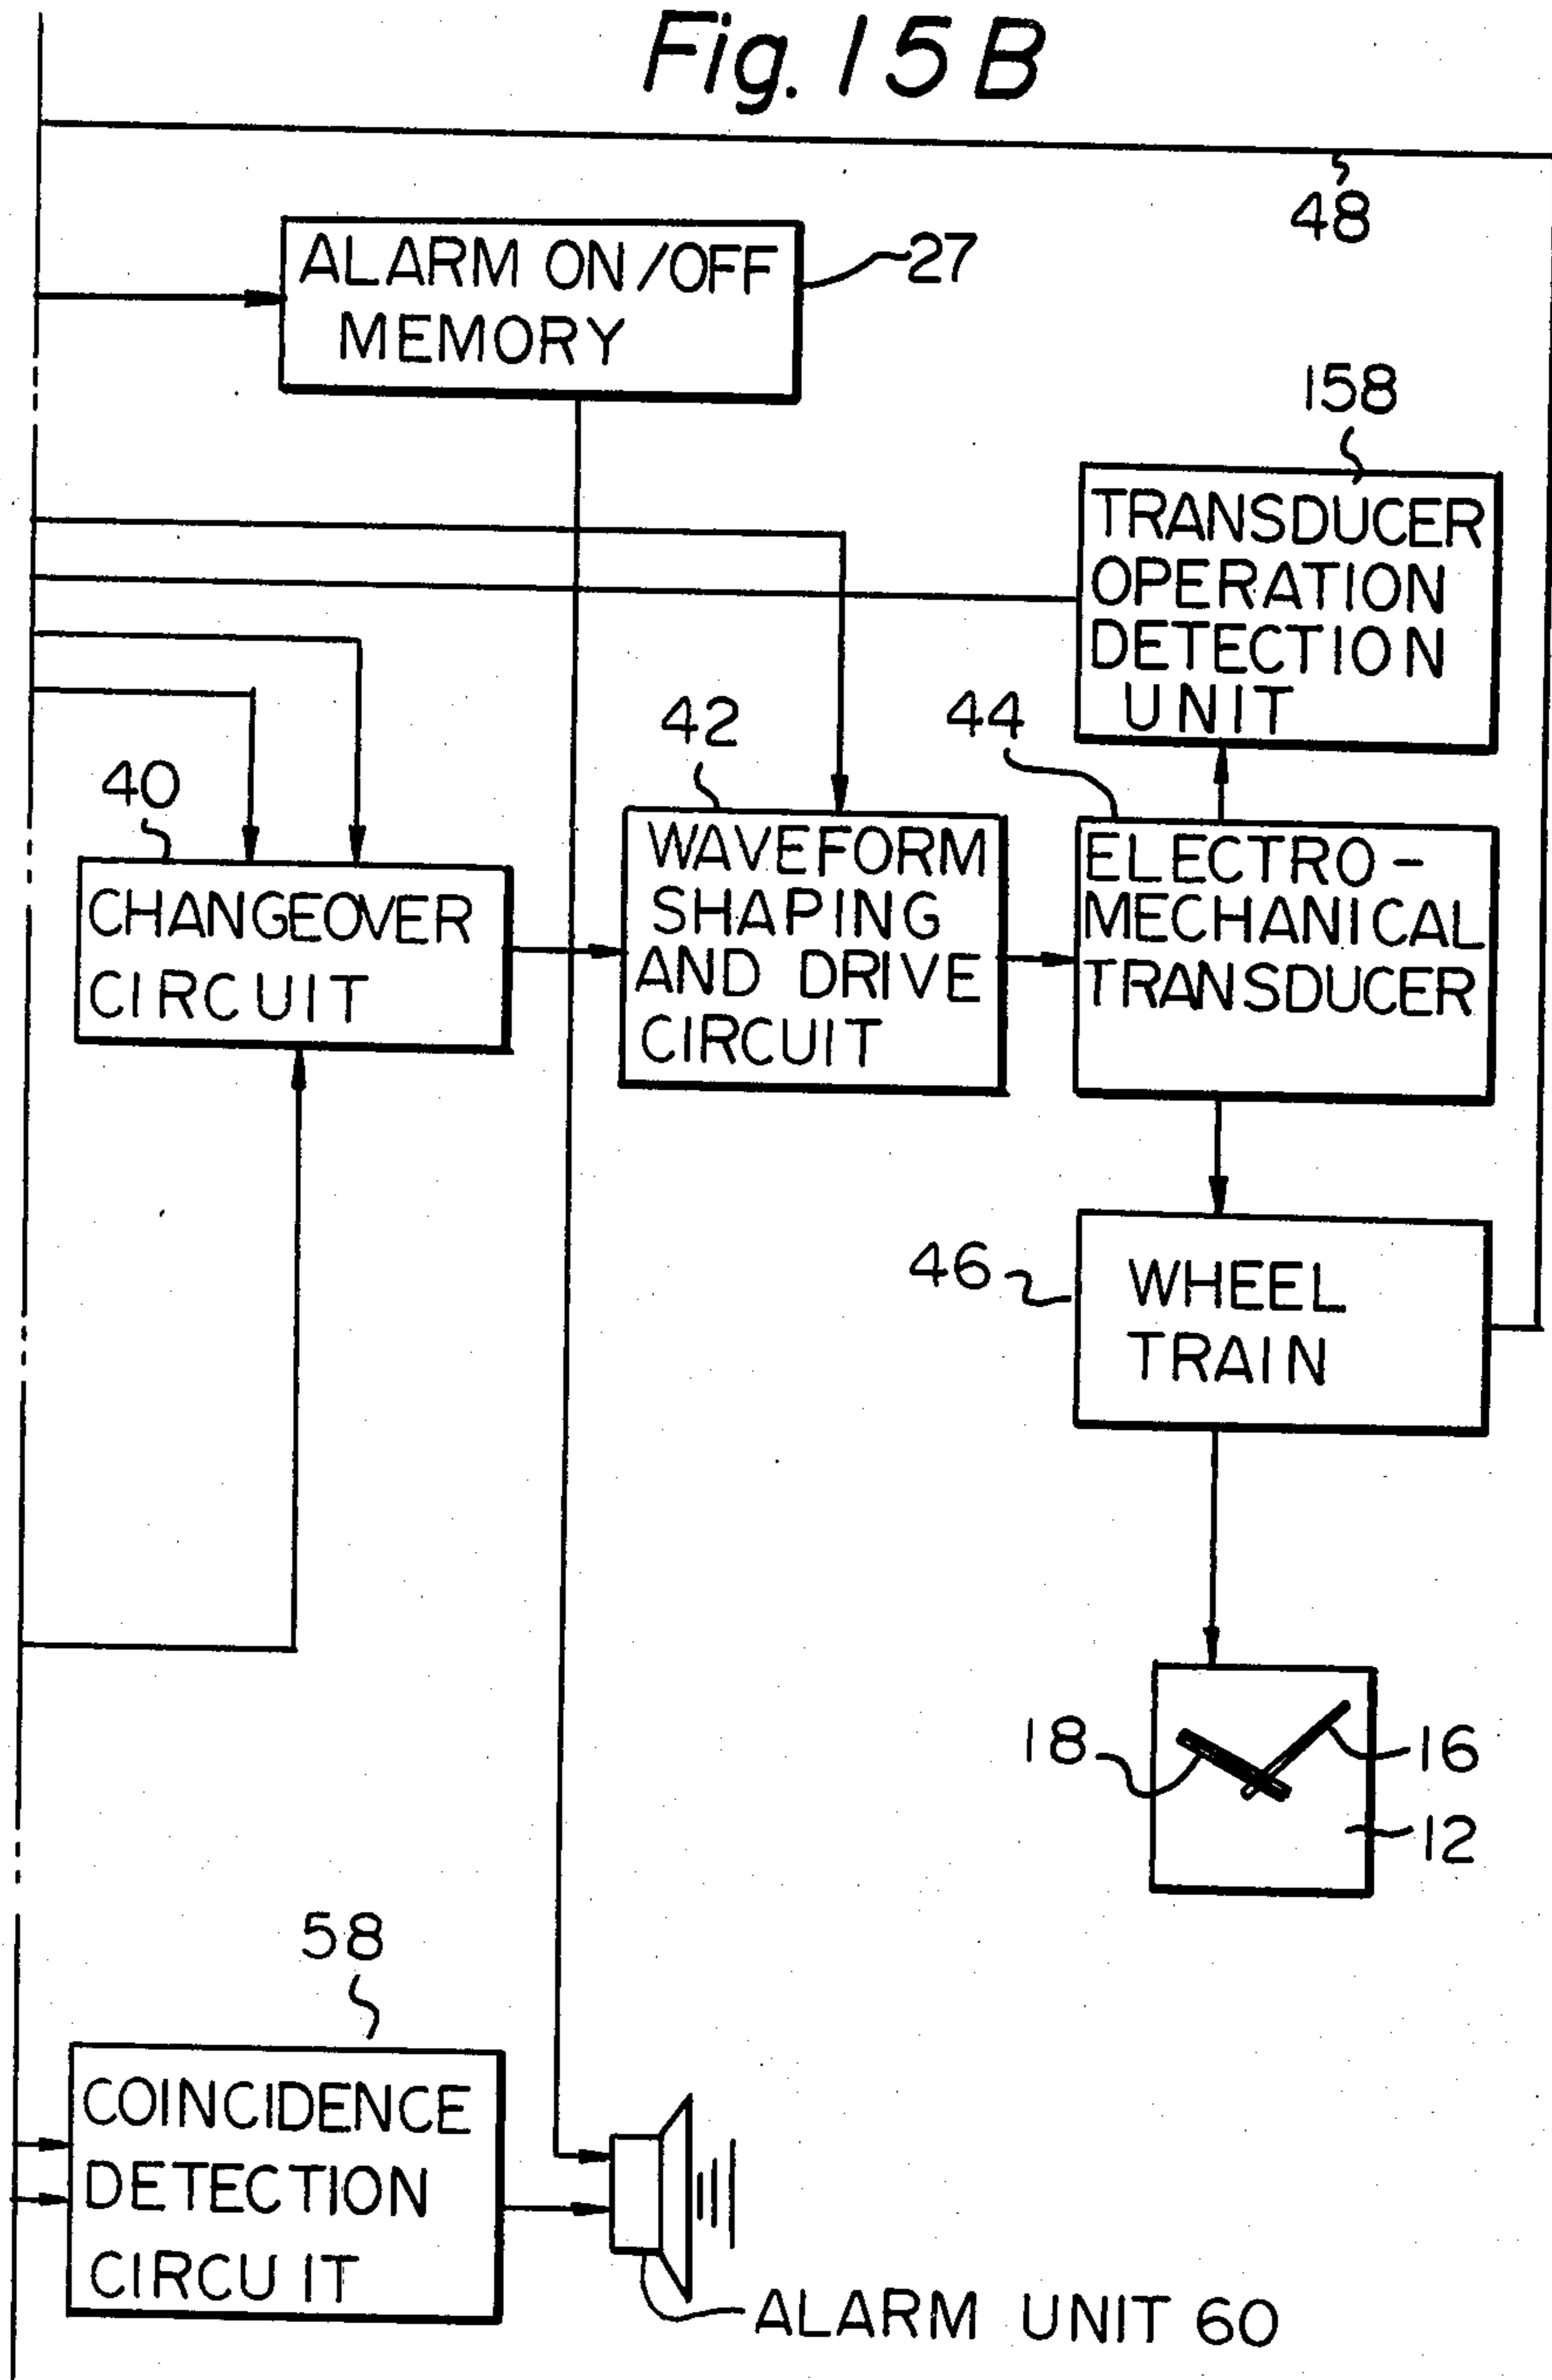 Fig. 15B
48
ALARM ON/OFF
MEMORY
27
158
TRANSDUCER
OPERATION
DETECTION
UNIT
40
42
44
CHANGEOVER
CIRCUIT
WAVEFORM
SHAPING
AND DRIVE
CIRCUIT
ELECTRO-
MECHANICAL
TRANSDUCER
46
WHEEL
TRAIN
18
16
12
58
COINCIDENCE
DETECTION
CIRCUIT
ALARM UNIT 60